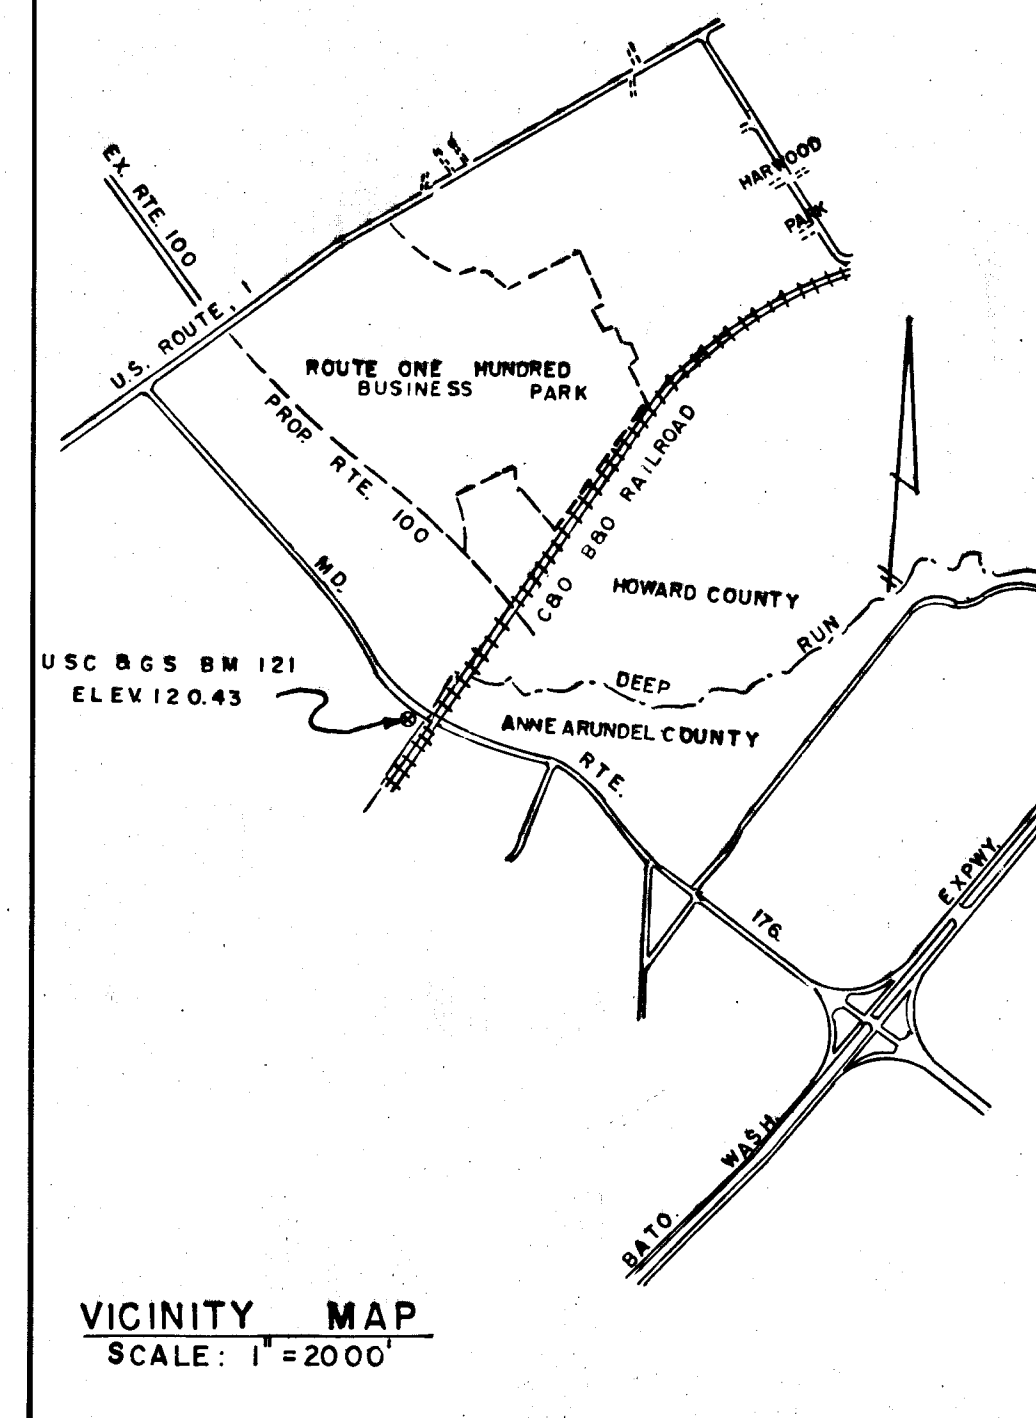 HARWOOD
PARK
EX. RTE. 100
U.S. ROUTE 1
ROUTE ONE HUNDRED
BUSINESS PARK
PROP. RTE. 100
C&O B&O RAILROAD
HOWARD COUNTY
MD.
RUN
USC & GS BM 121
ELEV. 120.43
DEEP
ANNE ARUNDEL COUNTY
RTE.
176.
EXPWY.
WASH.
BATO.
VICINITY MAP
SCALE: 1" = 2000'